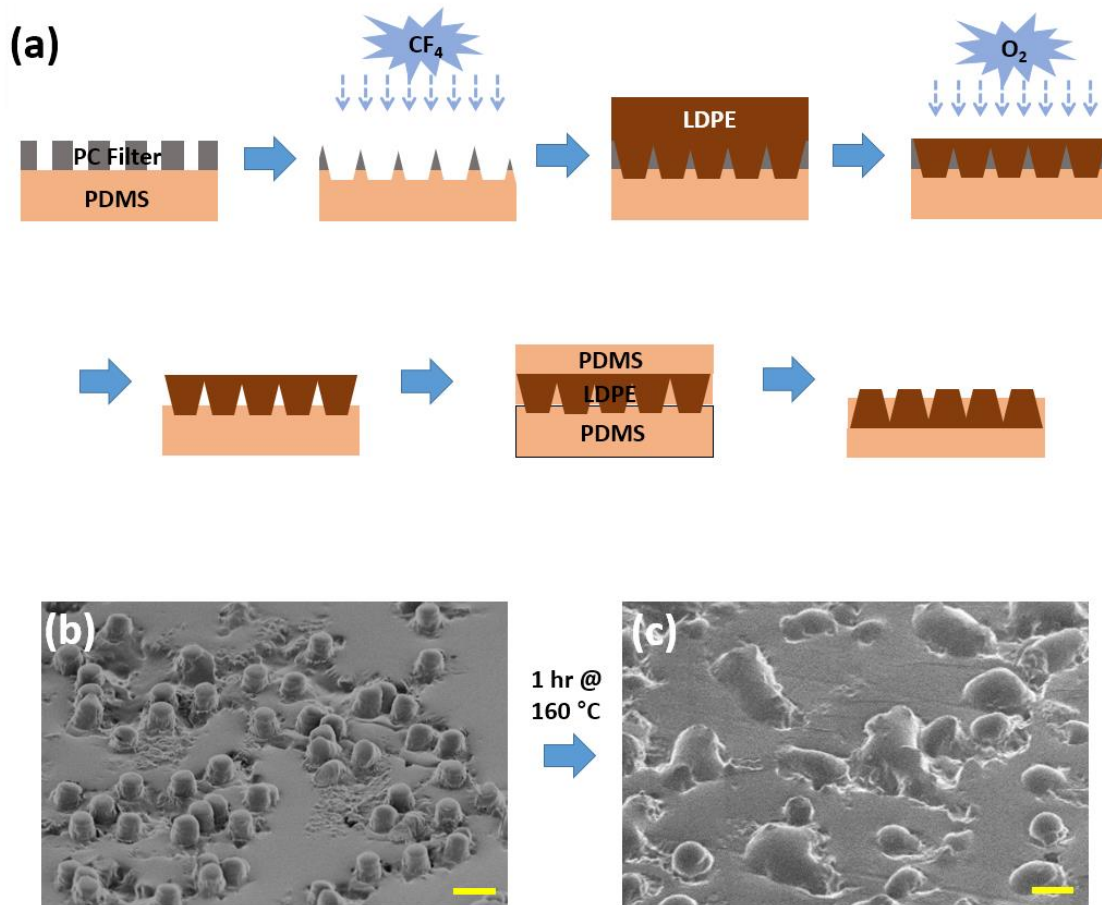 (a)
CF₄
O₂
PC Filter
PDMS
LDPE
PDMS
LDPE
PDMS
(b)
1 hr @
160 °C
(c)